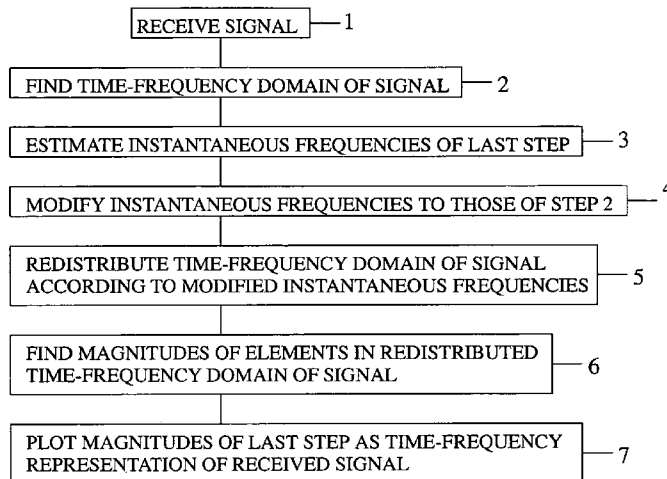 RECEIVE SIGNAL 1
FIND TIME-FREQUENCY DOMAIN OF SIGNAL 2
ESTIMATE INSTANTANEOUS FREQUENCIES OF LAST STEP 3
MODIFY INSTANTANEOUS FREQUENCIES TO THOSE OF STEP 2 4
REDISTRIBUTE TIME-FREQUENCY DOMAIN OF SIGNAL
ACCORDING TO MODIFIED INSTANTANEOUS FREQUENCIES 5
FIND MAGNITUDES OF ELEMENTS IN REDISTRIBUTED
TIME-FREQUENCY DOMAIN OF SIGNAL 6
PLOT MAGNITUDES OF LAST STEP AS TIME-FREQUENCY
REPRESENTATION OF RECEIVED SIGNAL 7